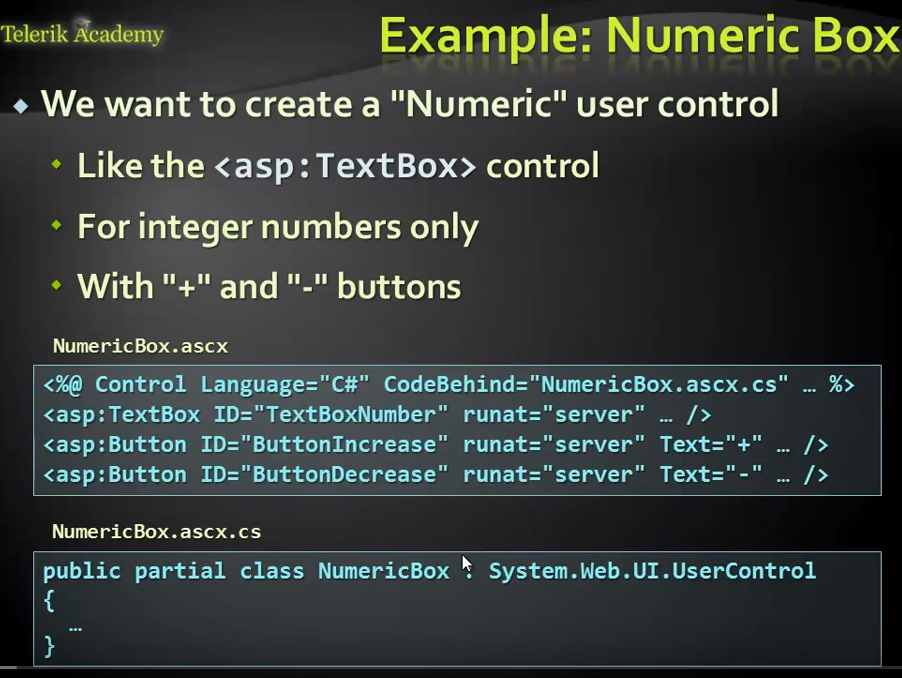 Telerik Academy
Example: Numeric Box
We want to create a "Numeric" user control
Like the <asp:TextBox> control
For integer numbers only
With "+" and "-" buttons
NumericBox.ascx
<%@ Control Language="C#" CodeBehind="NumericBox.ascx.cs" … %>
<asp:TextBox ID="TextBoxNumber" runat="server" … />
<asp:Button ID="ButtonIncrease" runat="server" Text="+" … />
<asp:Button ID="ButtonDecrease" runat="server" Text="-" … />
NumericBox.ascx.cs
public partial class NumericBox : System.Web.UI.UserControl
{
…
}